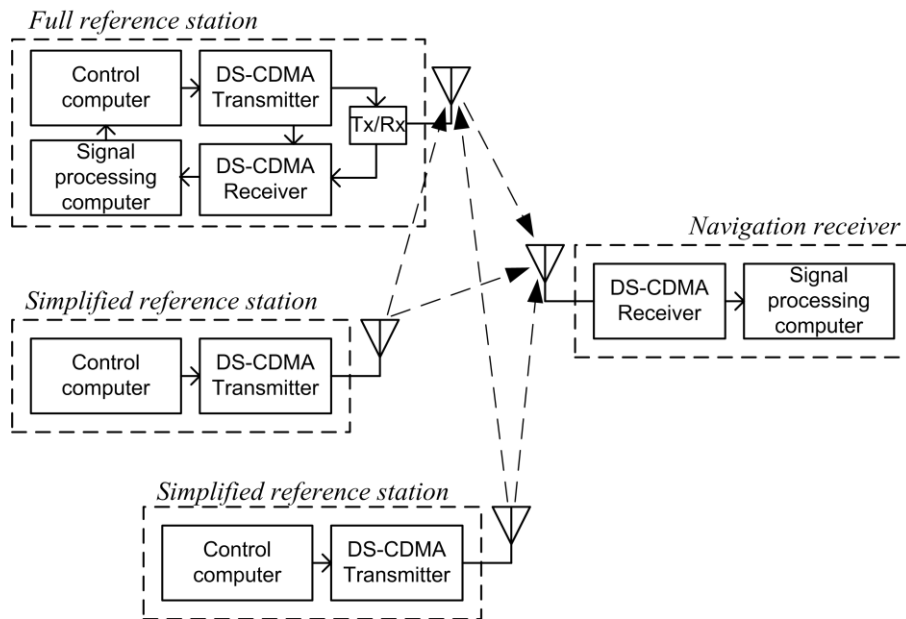 Full reference station
Control
computer
DS-CDMA
Transmitter
Tx/Rx
Signal
processing
computer
DS-CDMA
Receiver
Navigation receiver
DS-CDMA
Receiver
Signal
processing
computer
Simplified reference station
Control
computer
DS-CDMA
Transmitter
Simplified reference station
Control
computer
DS-CDMA
Transmitter